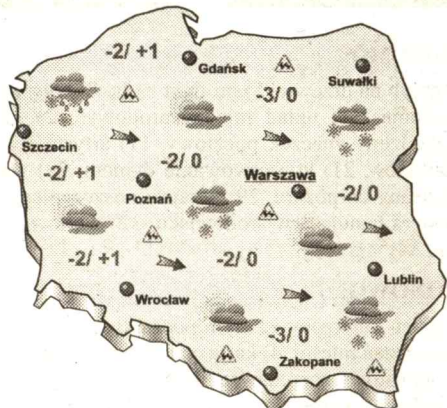 -2/ +1
Gdańsk
Suwałki
-3/ 0
Szczecin
-2/ +1
-2/ 0
Poznań
Warszawa
-2/ 0
-2/ +1
-2/ 0
Lublin
Wrocław
-3/ 0
Zakopane